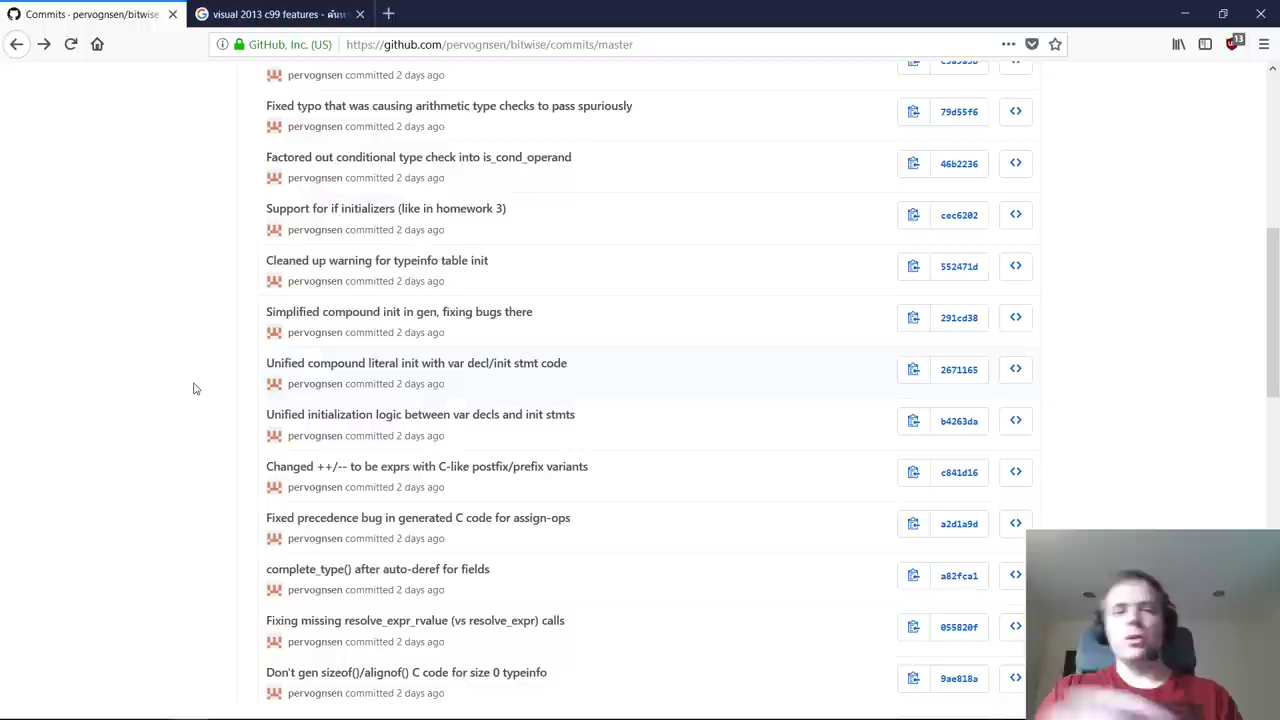 Commits · pervognsen/bitwise
visual 2013 c99 features - ค้นห
GitHub, Inc. (US)
https://github.com/pervognsen/bitwise/commits/master
13
pervognsen committed 2 days ago
Fixed typo that was causing arithmetic type checks to pass spuriously
79d55f6
pervognsen committed 2 days ago
Factored out conditional type check into is_cond_operand
46b2236
pervognsen committed 2 days ago
Support for if initializers (like in homework 3)
cec6202
pervognsen committed 2 days ago
Cleaned up warning for typeinfo table init
552471d
pervognsen committed 2 days ago
Simplified compound init in gen, fixing bugs there
291cd38
pervognsen committed 2 days ago
Unified compound literal init with var decl/init stmt code
2671165
pervognsen committed 2 days ago
Unified initialization logic between var decls and init stmts
b4263da
pervognsen committed 2 days ago
Changed ++/-- to be exprs with C-like postfix/prefix variants
c841d16
pervognsen committed 2 days ago
Fixed precedence bug in generated C code for assign-ops
a2d1a9d
pervognsen committed 2 days ago
complete_type() after auto-deref for fields
a82fca1
pervognsen committed 2 days ago
Fixing missing resolve_expr_rvalue (vs resolve_expr) calls
055820f
pervognsen committed 2 days ago
Don't gen sizeof()/alignof() C code for size 0 typeinfo
9ae818a
pervognsen committed 2 days ago